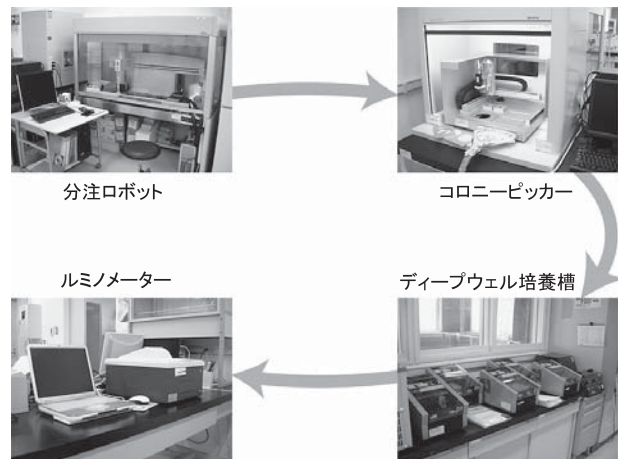 分注ロボット
コロニーピッカー
ルミノメーター
ディープウェル培養槽